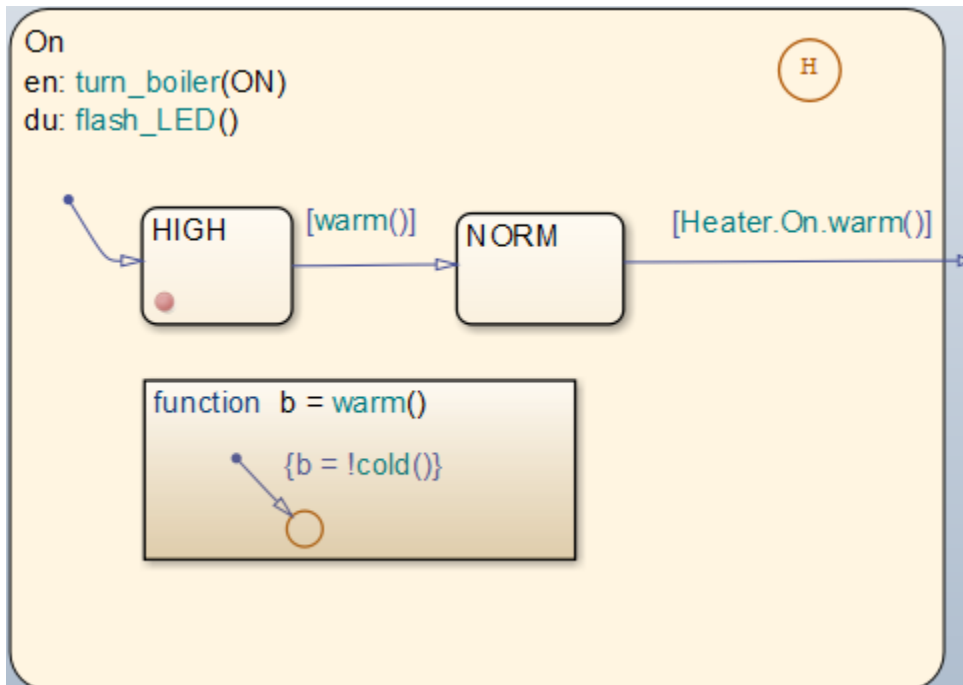 On
en: turn_boiler(ON)
du: flash_LED()
H
HIGH
[warm()]
NORM
[Heater.On.warm()]
function b = warm()
{b = !cold()}